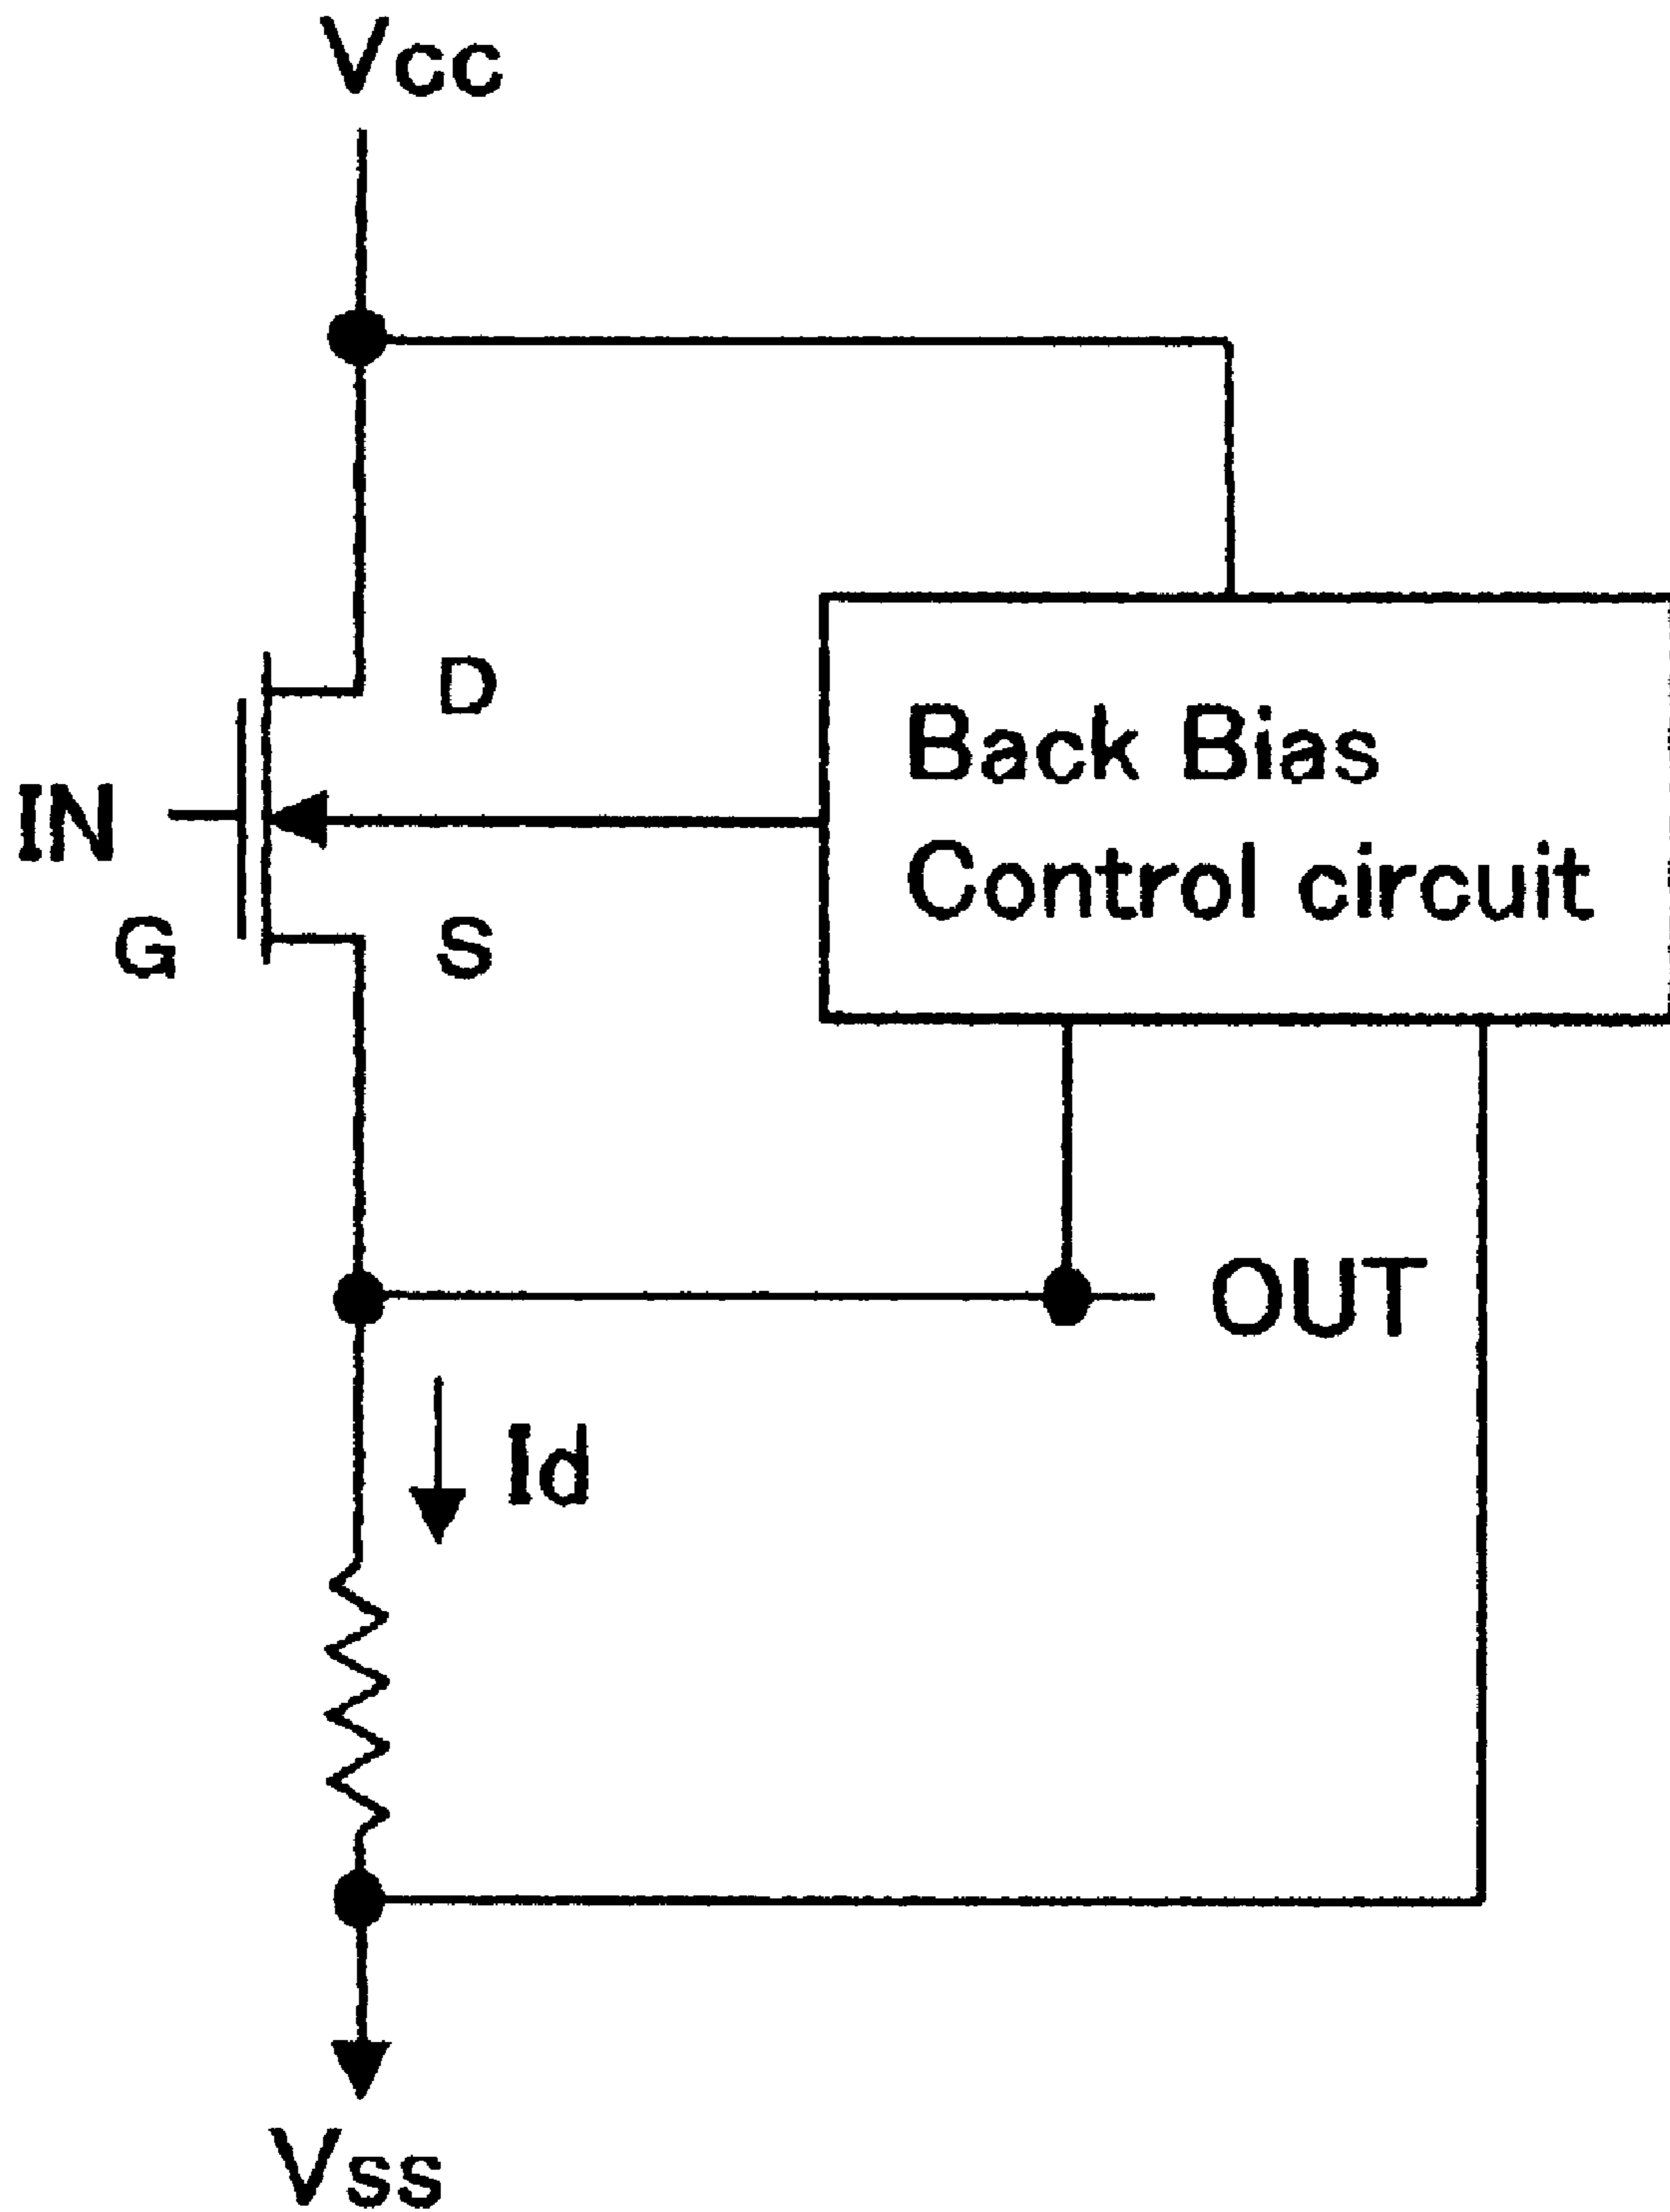 Vcc
D
Back Bias
Control circuit
IN
G
S
OUT
Id
Vss